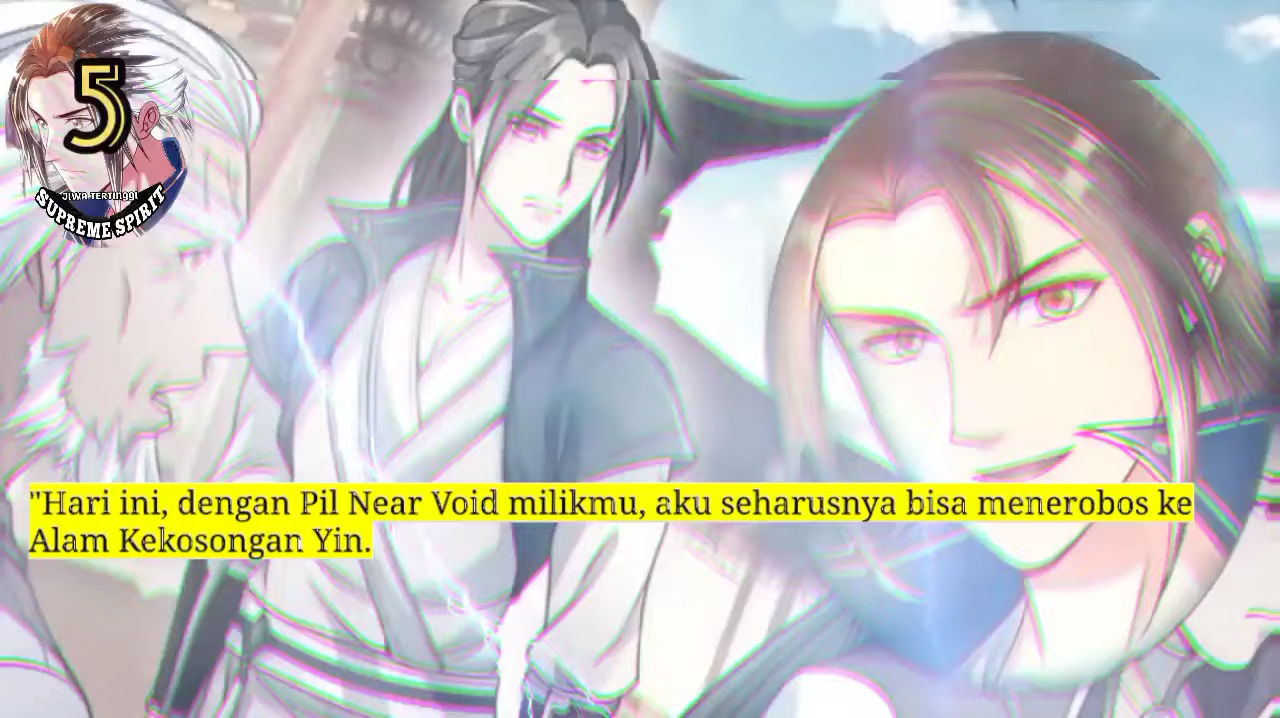 5
JIWA TERTINGGI
SUPREME SPIRIT
"Hari ini, dengan Pil Near Void milikmu, aku seharusnya bisa menerobos ke
Alam Kekosongan Yin.